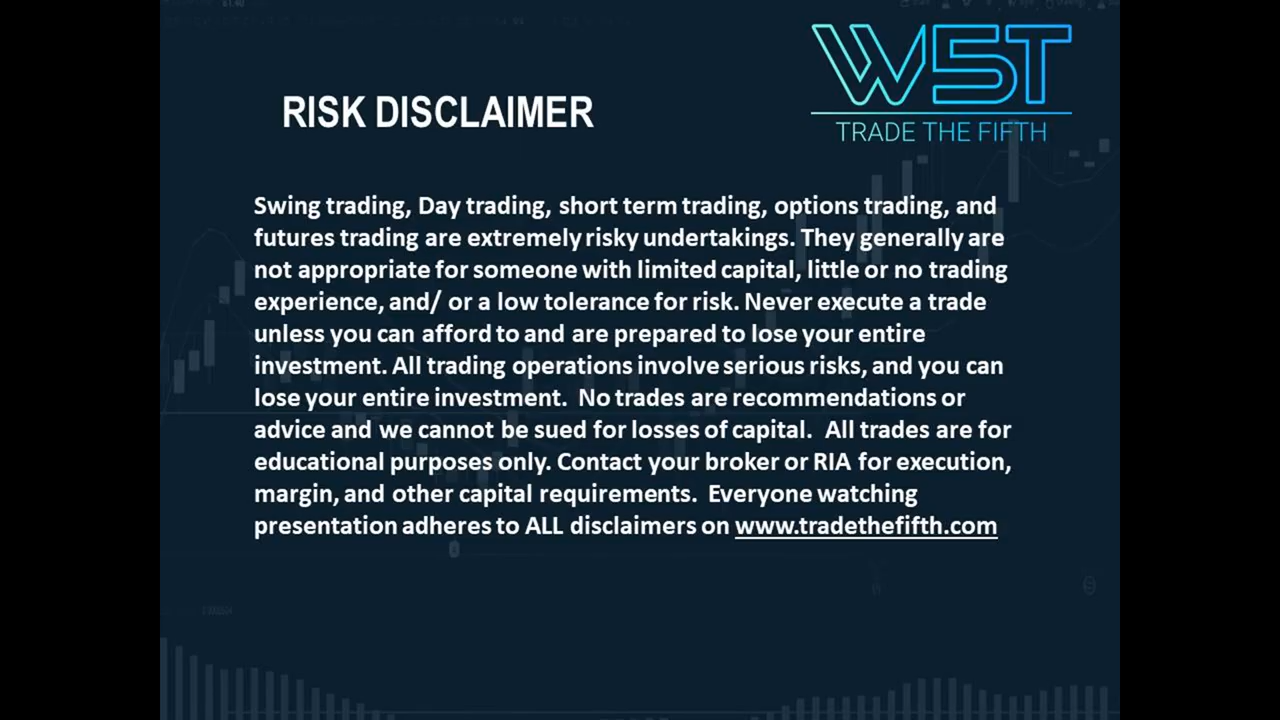 W5T
TRADE THE FIFTH
RISK DISCLAIMER
Swing trading, Day trading, short term trading, options trading, and
futures trading are extremely risky undertakings. They generally are
not appropriate for someone with limited capital, little or no trading
experience, and/ or a low tolerance for risk. Never execute a trade
unless you can afford to and are prepared to lose your entire
investment. All trading operations involve serious risks, and you can
lose your entire investment.  No trades are recommendations or
advice and we cannot be sued for losses of capital.  All trades are for
educational purposes only. Contact your broker or RIA for execution,
margin, and other capital requirements.  Everyone watching
presentation adheres to ALL disclaimers on www.tradethefifth.com